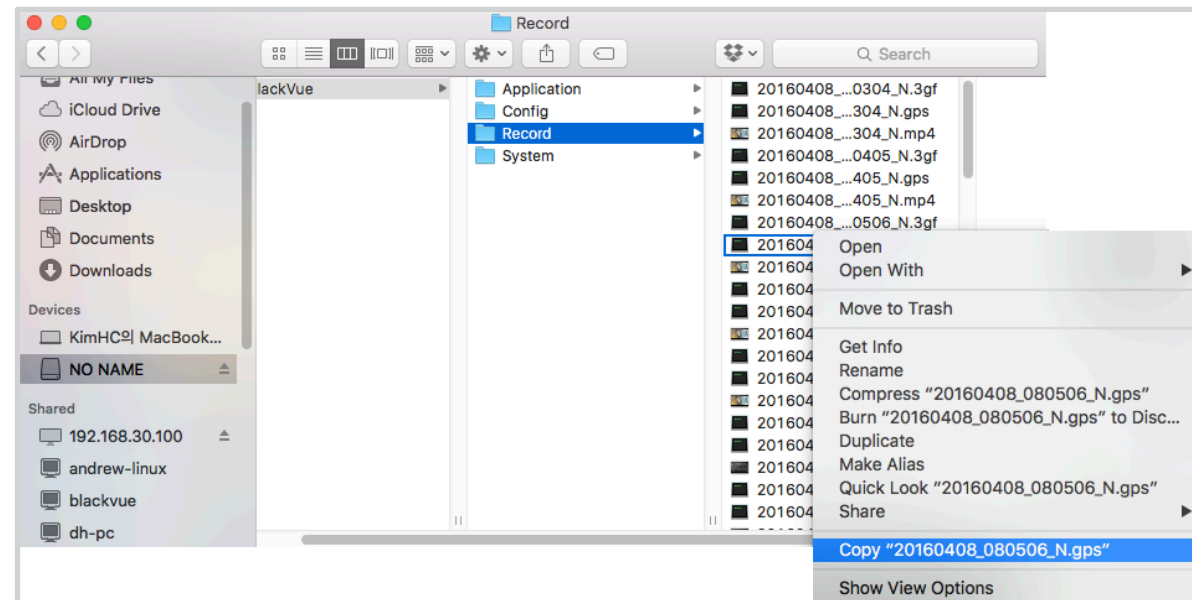 Record
Search
All My Files
iCloud Drive
AirDrop
Applications
Desktop
Documents
Downloads
Devices
KimHC의 MacBook...
NO NAME
Shared
192.168.30.100
andrew-linux
blackvue
dh-pc
lackVue
Application
Config
Record
System
20160408_...0304_N.3gf
20160408_...304_N.gps
20160408_...304_N.mp4
20160408_...0405_N.3gf
20160408_...405_N.gps
20160408_...405_N.mp4
20160408_...0506_N.3gf
201604
201604
201604
201604
201604
201604
201604
201604
201604
201604
201604
201604
201604
Open
Open With
Move to Trash
Get Info
Rename
Compress “20160408_080506_N.gps”
Burn “20160408_080506_N.gps” to Disc...
Duplicate
Make Alias
Quick Look “20160408_080506_N.gps”
Share
Copy “20160408_080506_N.gps”
Show View Options